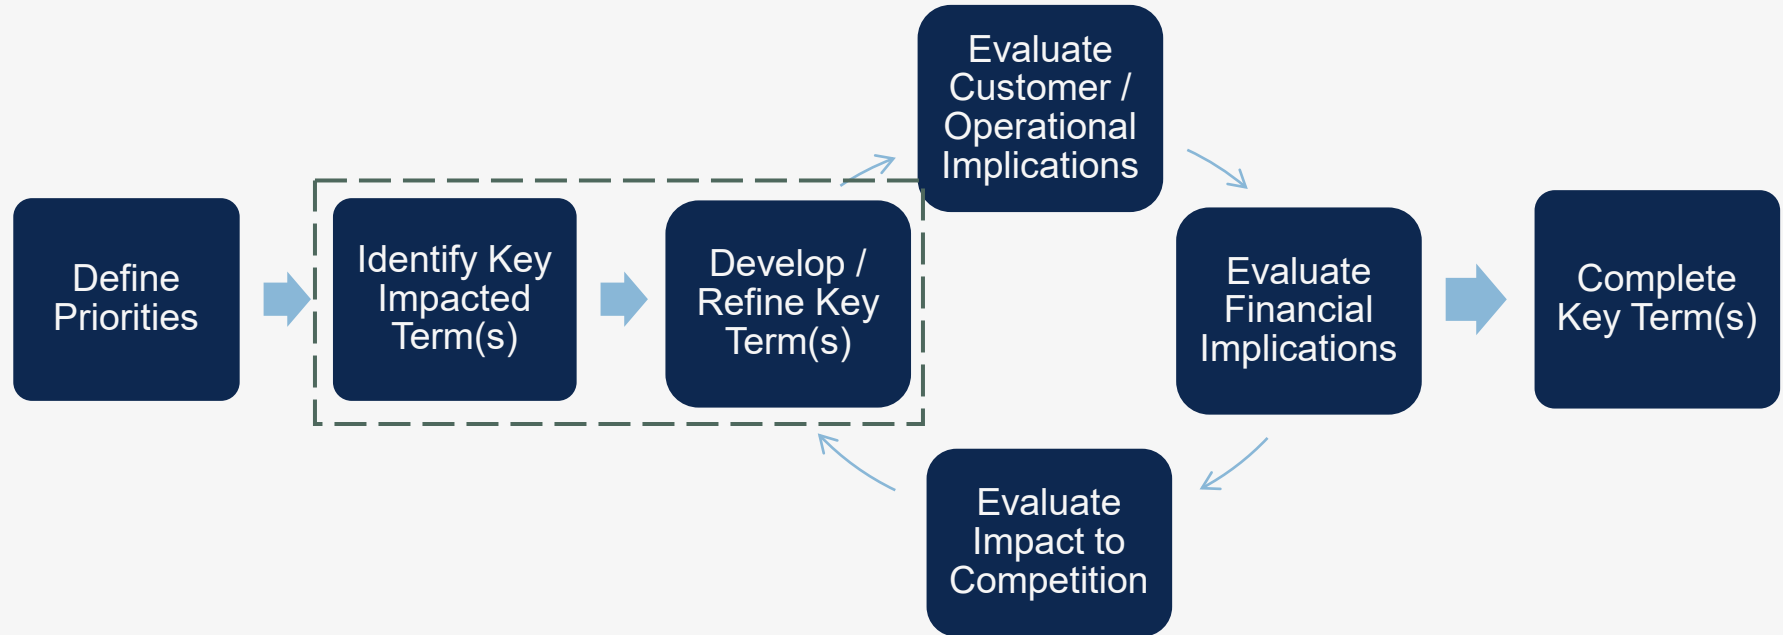 Define
Priorities
Identify Key
Impacted
Term(s)
Develop /
Refine Key
Term(s)
Evaluate
Customer /
Operational
Implications
Evaluate
Financial
Implications
Evaluate
Impact to
Competition
Complete
Key Term(s)